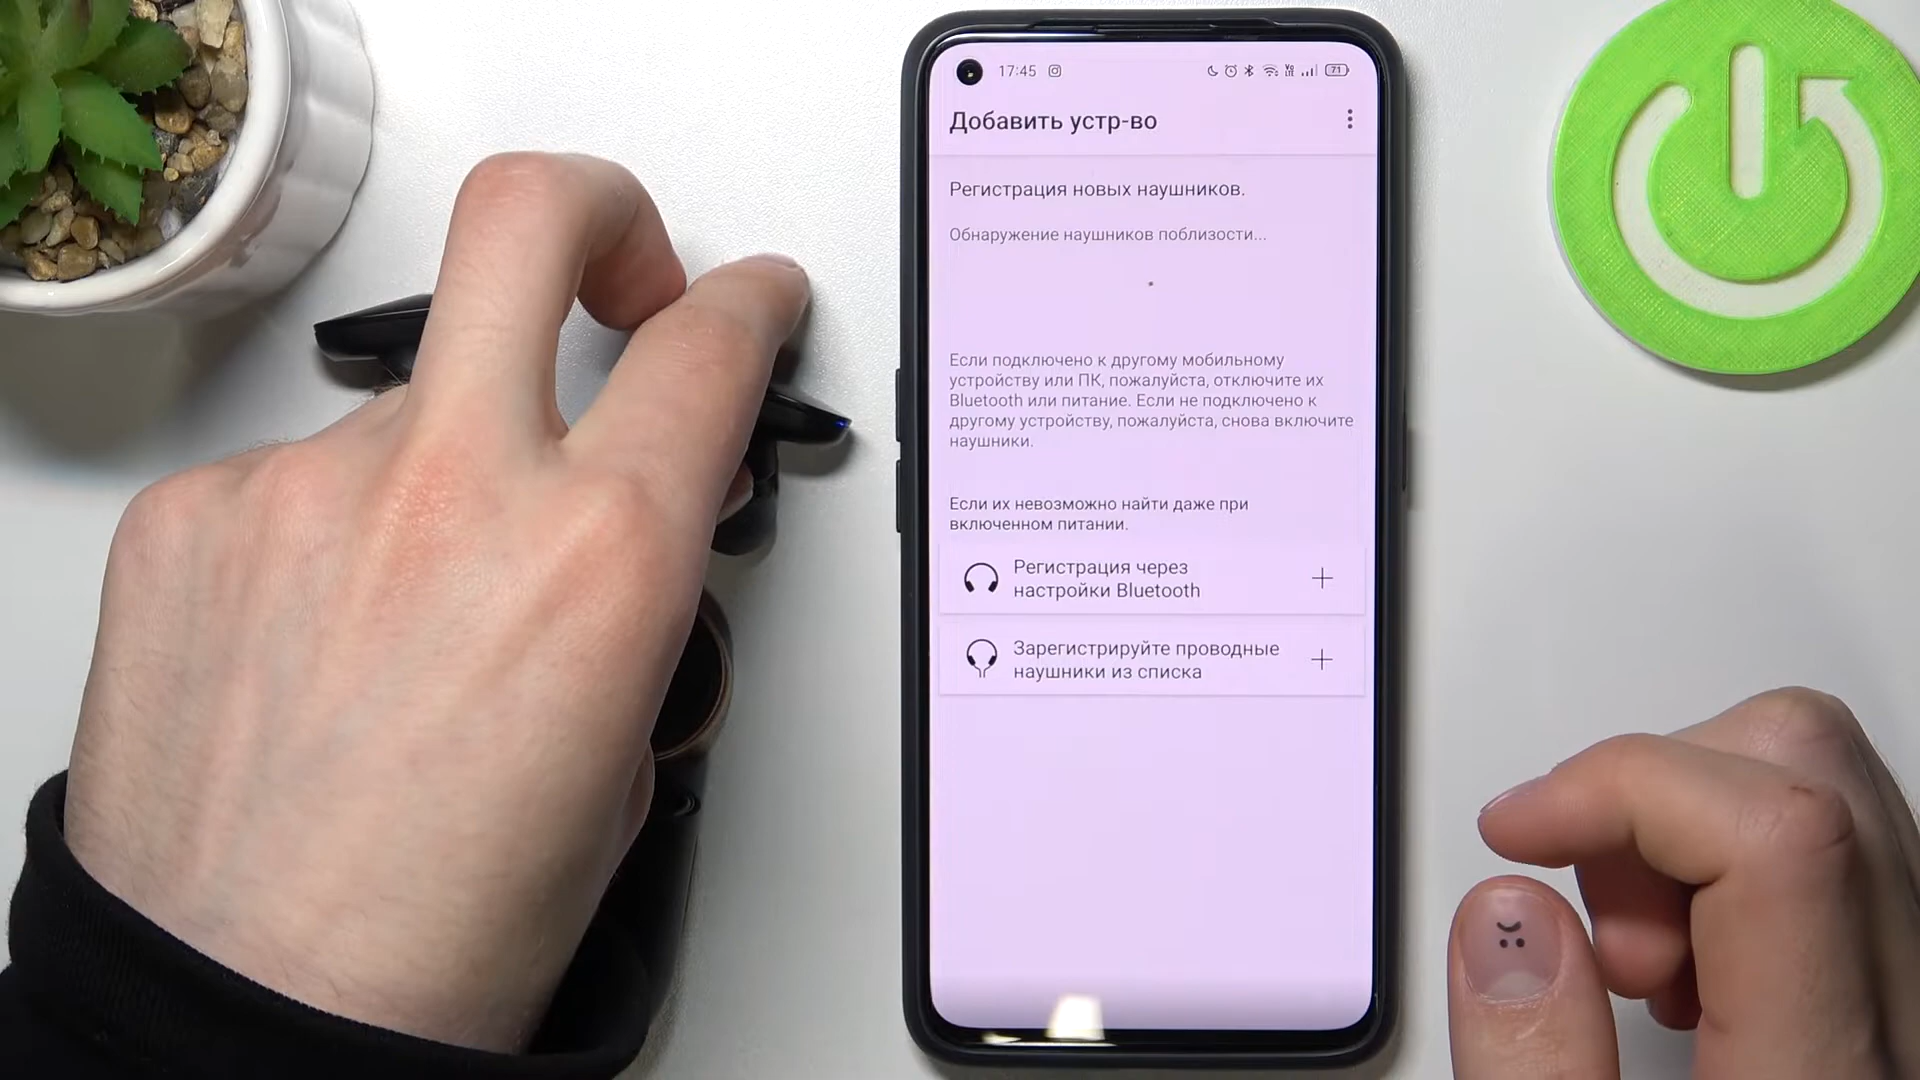 17:45
71
Добавить устр-во
Регистрация новых наушников.
Обнаружение наушников поблизости...
Если подключено к другому мобильному
устройству или ПК, пожалуйста, отключите их
Bluetooth или питание. Если не подключено к
другому устройству, пожалуйста, снова включите
наушники.
Если их невозможно найти даже при
включенном питании.
Регистрация через
настройки Bluetooth
Зарегистрируйте проводные
наушники из списка